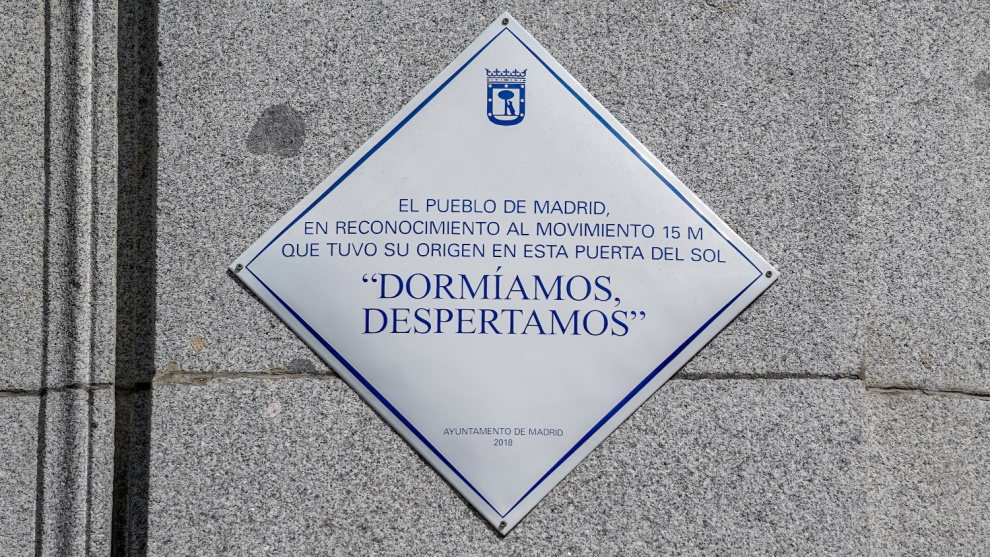 EL PUEBLO DE MADRID,
EN RECONOCIMIENTO AL MOVIMIENTO 15 M
QUE TUVO SU ORIGEN EN ESTA PUERTA DEL SOL
“DORMÍAMOS,
DESPERTAMOS”
AYUNTAMENTO DE MADRID
2018